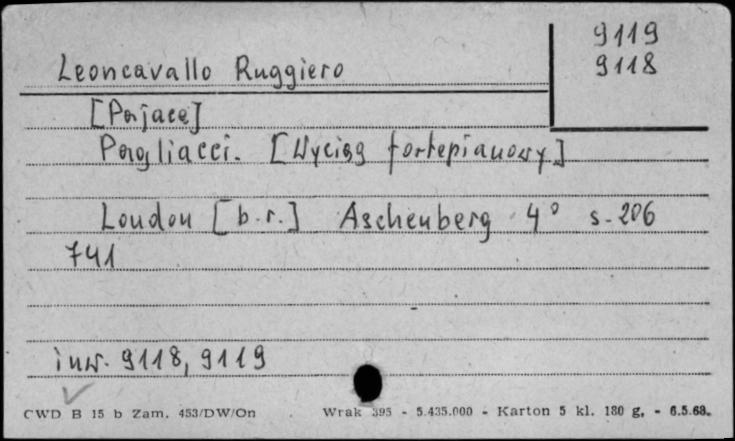 9119
9118
Leoncavallo Ruggiero
[Pajace]
Pagliacci. [Wyciąg fortepianowy]
London [b.r.] Aschenberg 4° s. 206
741
inw. 9118, 9119
CWD B 15 b Zam. 453/DW/On Wrak 395 - 5.435.000 - Karton 5 kl. 180 g. - 6.5.68.